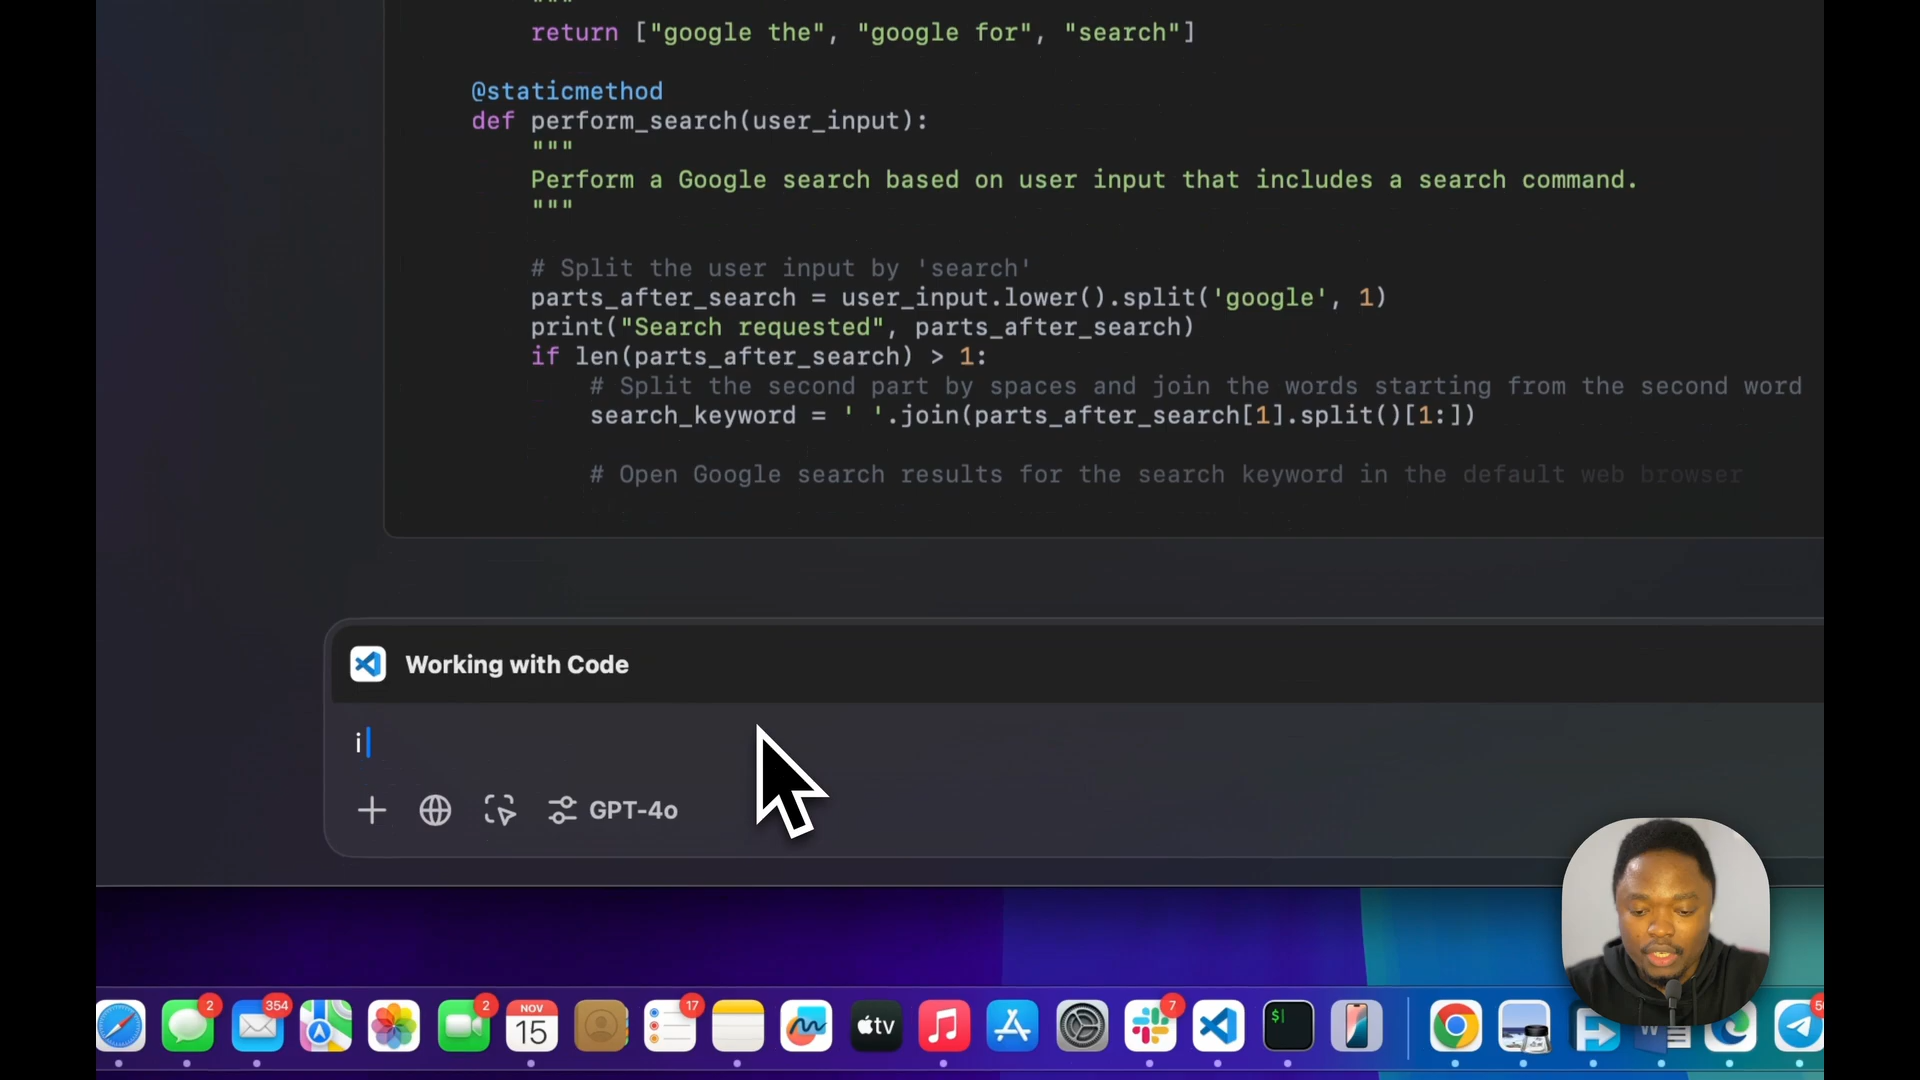 """
return ["google the", "google for", "search"]
@staticmethod
def perform_search(user_input):
"""
Perform a Google search based on user input that includes a search command.
"""
# Split the user input by 'search'
parts_after_search = user_input.lower().split('google', 1)
print("Search requested", parts_after_search)
if len(parts_after_search) > 1:
# Split the second part by spaces and join the words starting from the second word
search_keyword = ' '.join(parts_after_search[1].split()[1:])
# Open Google search results for the search keyword in the default web browser
Working with Code
i
GPT-4o
2
354
2
NOV
15
17
tv
7
$
W